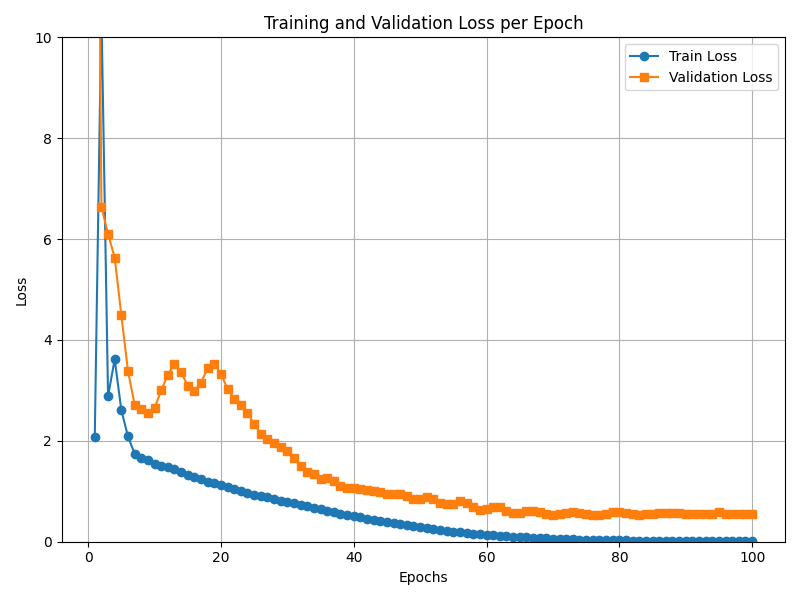 Training and Validation Loss per Epoch
Train Loss
Validation Loss
Loss
10
8
6
4
2
0
0 20 40 60 80 100
Epochs